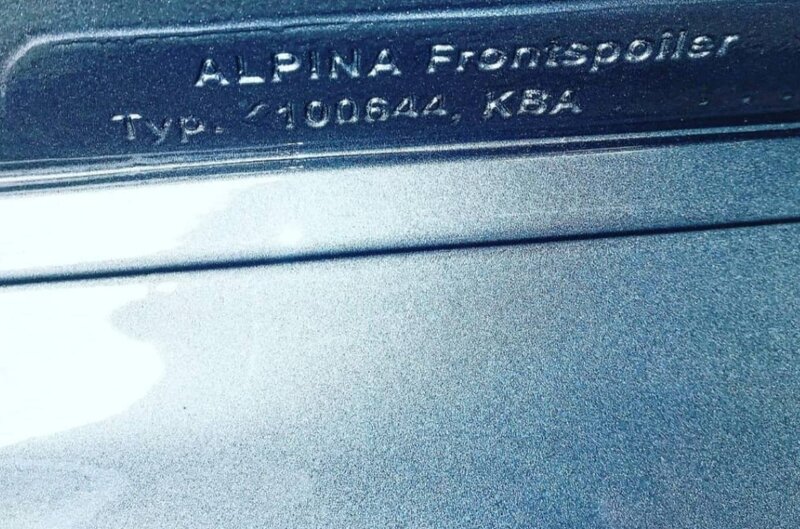 ALPINA Frontspoiler
Typ. 100644, KBA